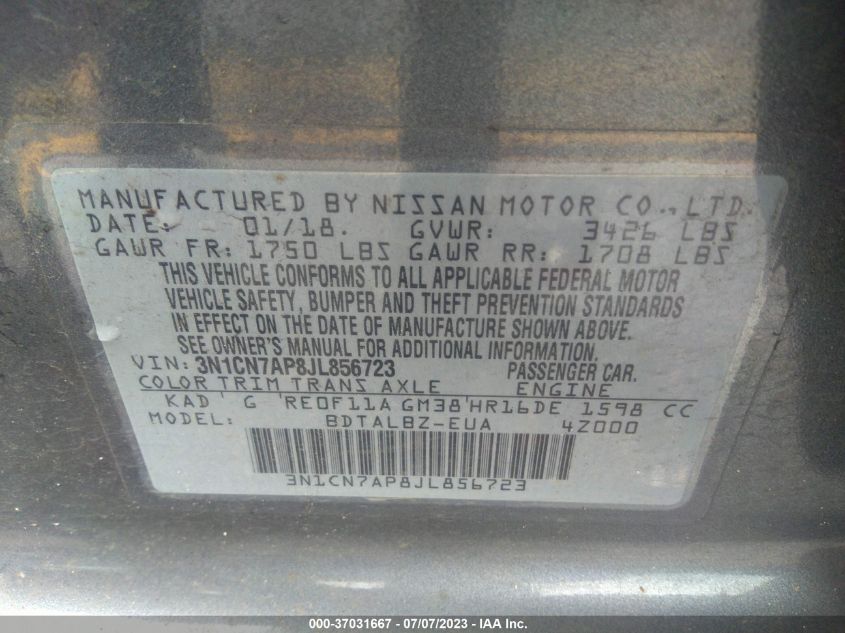 MANUFACTURED BY NISSAN MOTOR CO., LTD.
DATE: 01/18. GVWR: 3426 LBS
GAWR FR: 1750 LBS GAWR RR: 1708 LBS
THIS VEHICLE CONFORMS TO ALL APPLICABLE FEDERAL MOTOR
VEHICLE SAFETY, BUMPER AND THEFT PREVENTION STANDARDS
IN EFFECT ON THE DATE OF MANUFACTURE SHOWN ABOVE.
SEE OWNER'S MANUAL FOR ADDITIONAL INFORMATION.
VIN: 3N1CN7AP8JL856723 PASSENGER CAR.
COLOR TRIM TRANS AXLE ENGINE
KAD G RE0F11A GM38 HR16DE 1598 CC
MODEL: BDTALBZ-EUA 4Z000
3N1CN7AP8JL856723
000-37031667 - 07/07/2023 - IAA Inc.